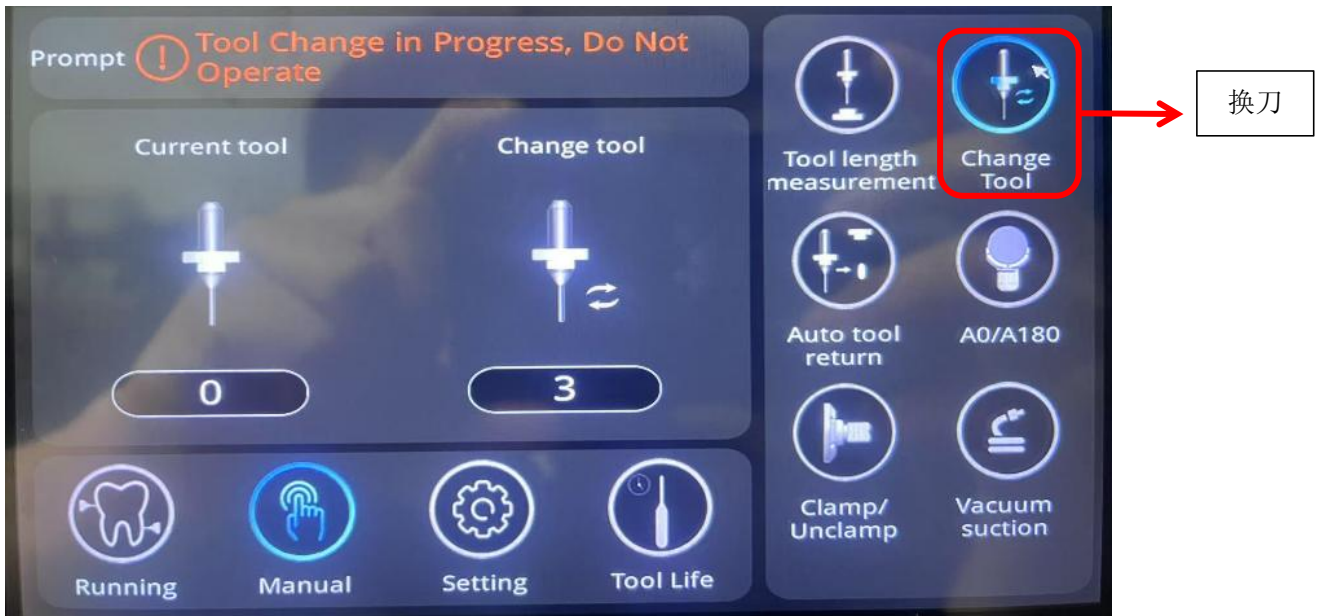 Prompt
Tool Change in Progress, Do Not
Operate
Current tool
Change tool
0
3
Tool length
measurement
Change
Tool
Auto tool
return
A0/A180
Clamp/
Unclamp
Vacuum
suction
Running
Manual
Setting
Tool Life
换刀